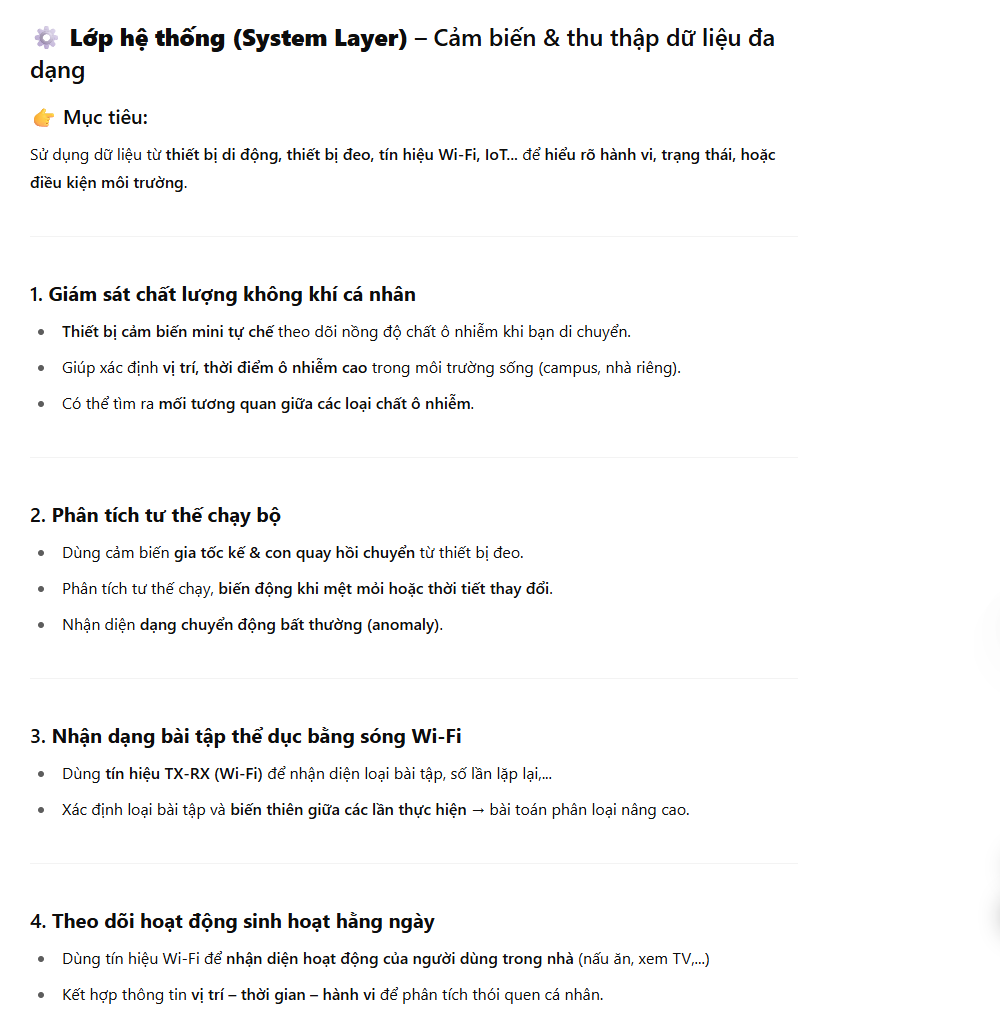 ⚙️ Lớp hệ thống (System Layer) – Cảm biến & thu thập dữ liệu đa
dạng
👉 Mục tiêu:
Sử dụng dữ liệu từ thiết bị di động, thiết bị đeo, tín hiệu Wi-Fi, IoT... để hiểu rõ hành vi, trạng thái, hoặc
điều kiện môi trường.
1. Giám sát chất lượng không khí cá nhân
• Thiết bị cảm biến mini tự chế theo dõi nồng độ chất ô nhiễm khi bạn di chuyển.
• Giúp xác định vị trí, thời điểm ô nhiễm cao trong môi trường sống (campus, nhà riêng).
• Có thể tìm ra mối tương quan giữa các loại chất ô nhiễm.
2. Phân tích tư thế chạy bộ
• Dùng cảm biến gia tốc kế & con quay hồi chuyển từ thiết bị đeo.
• Phân tích tư thế chạy, biến động khi mệt mỏi hoặc thời tiết thay đổi.
• Nhận diện dạng chuyển động bất thường (anomaly).
3. Nhận dạng bài tập thể dục bằng sóng Wi-Fi
• Dùng tín hiệu TX-RX (Wi-Fi) để nhận diện loại bài tập, số lần lặp lại,...
• Xác định loại bài tập và biến thiên giữa các lần thực hiện → bài toán phân loại nâng cao.
4. Theo dõi hoạt động sinh hoạt hằng ngày
• Dùng tín hiệu Wi-Fi để nhận diện hoạt động của người dùng trong nhà (nấu ăn, xem TV,...)
• Kết hợp thông tin vị trí – thời gian – hành vi để phân tích thói quen cá nhân.